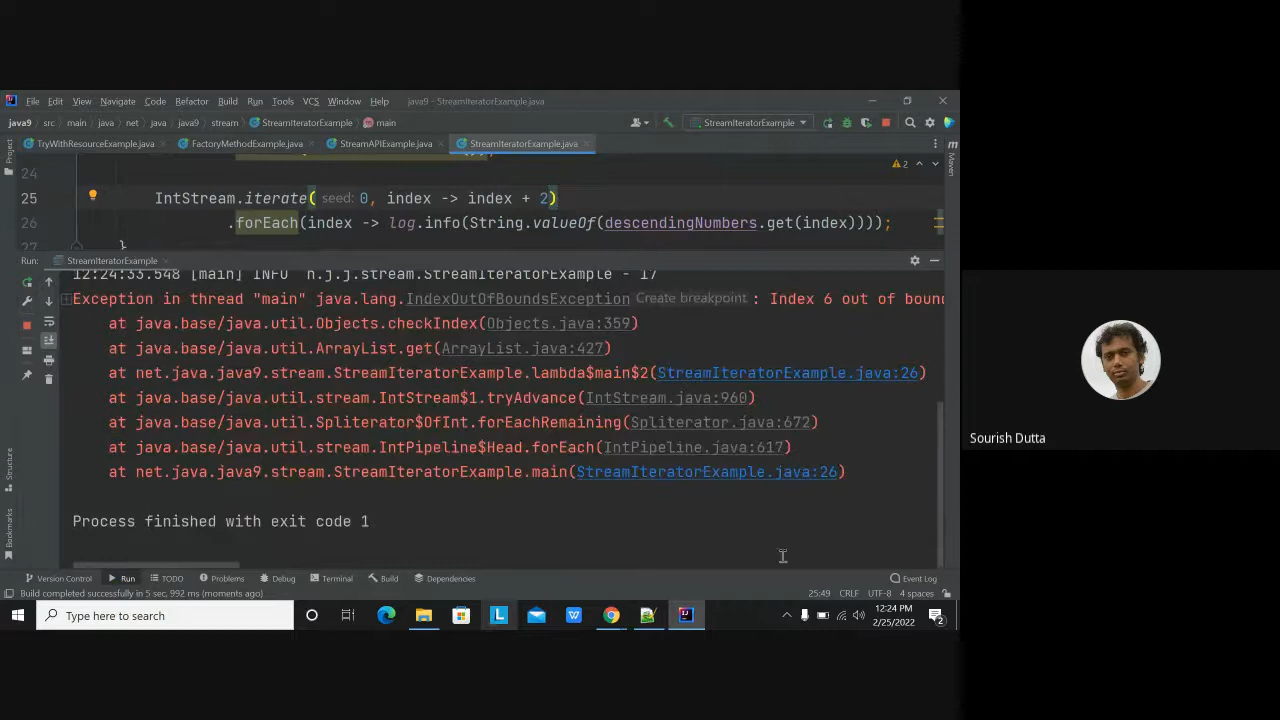 File Edit View Navigate Code Refactor Build Run Tools VCS Window Help java9 - StreamIteratorExample.java
java9 src main java net java java9 stream StreamIteratorExample main StreamIteratorExample
TryWithResourceExample.java FactoryMethodExample.java StreamAPIExample.java StreamIteratorExample.java
Project
Maven
24
2
25 IntStream.iterate( seed: 0, index -> index + 2)
26 .forEach(index -> log.info(String.valueOf(descendingNumbers.get(index))));
27 }
Run: StreamIteratorExample
12:24:33.548 [main] INFO n.j.j.stream.StreamIteratorExample - 17
Exception in thread "main" java.lang.IndexOutOfBoundsException Create breakpoint : Index 6 out of boun
at java.base/java.util.Objects.checkIndex(Objects.java:359)
at java.base/java.util.ArrayList.get(ArrayList.java:427)
at net.java.java9.stream.StreamIteratorExample.lambda$main$2(StreamIteratorExample.java:26)
at java.base/java.util.stream.IntStream$1.tryAdvance(IntStream.java:960)
at java.base/java.util.Spliterator$OfInt.forEachRemaining(Spliterator.java:672)
at java.base/java.util.stream.IntPipeline$Head.forEach(IntPipeline.java:617)
at net.java.java9.stream.StreamIteratorExample.main(StreamIteratorExample.java:26)
Process finished with exit code 1
Structure
Bookmarks
Version Control Run TODO Problems Debug Terminal Build Dependencies Event Log
Build completed successfully in 5 sec, 992 ms (moments ago) 25:49 CRLF UTF-8 4 spaces
Type here to search
L
W
12:24 PM
2/25/2022
2
Sourish Dutta